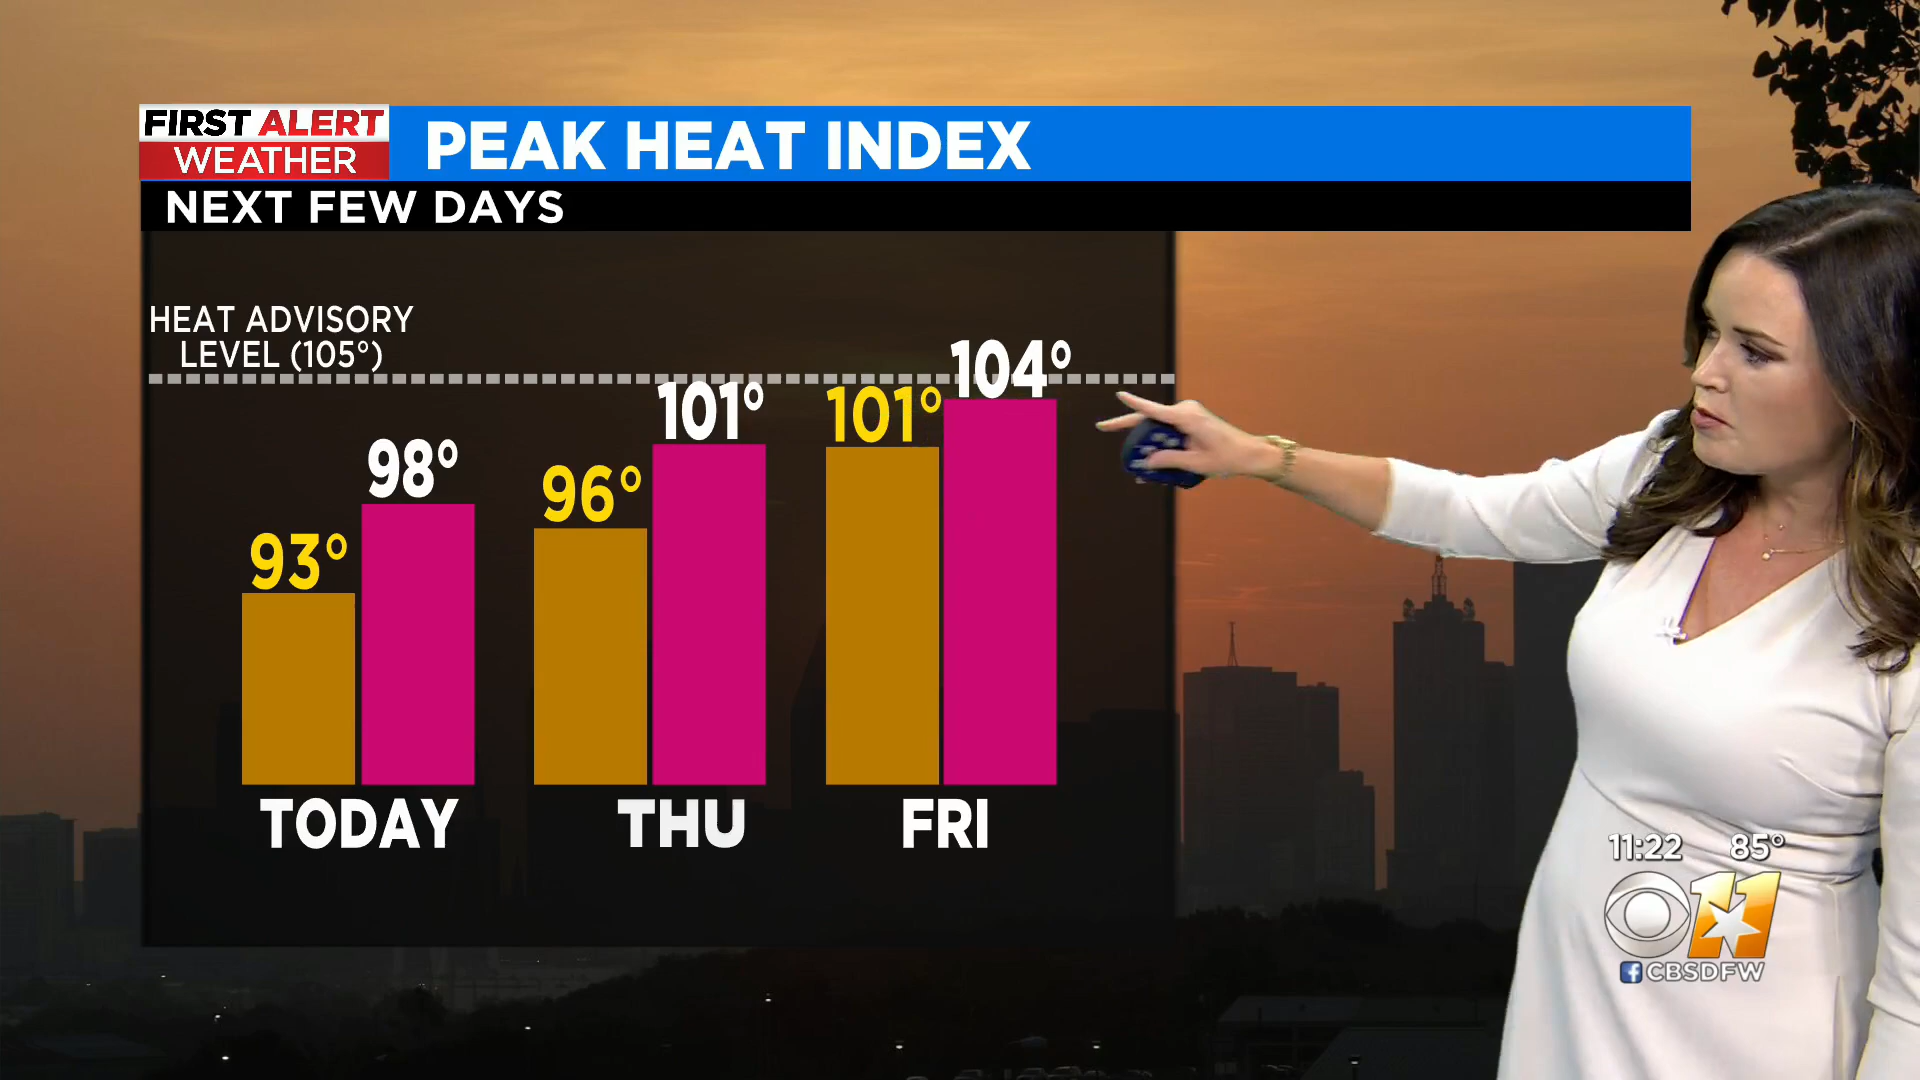 FIRST ALERT
WEATHER
PEAK HEAT INDEX
NEXT FEW DAYS
HEAT ADVISORY
LEVEL (105°)
93°
98°
96°
101°
101°
104°
TODAY
THU
FRI
11:22 85°
11
CBSDFW